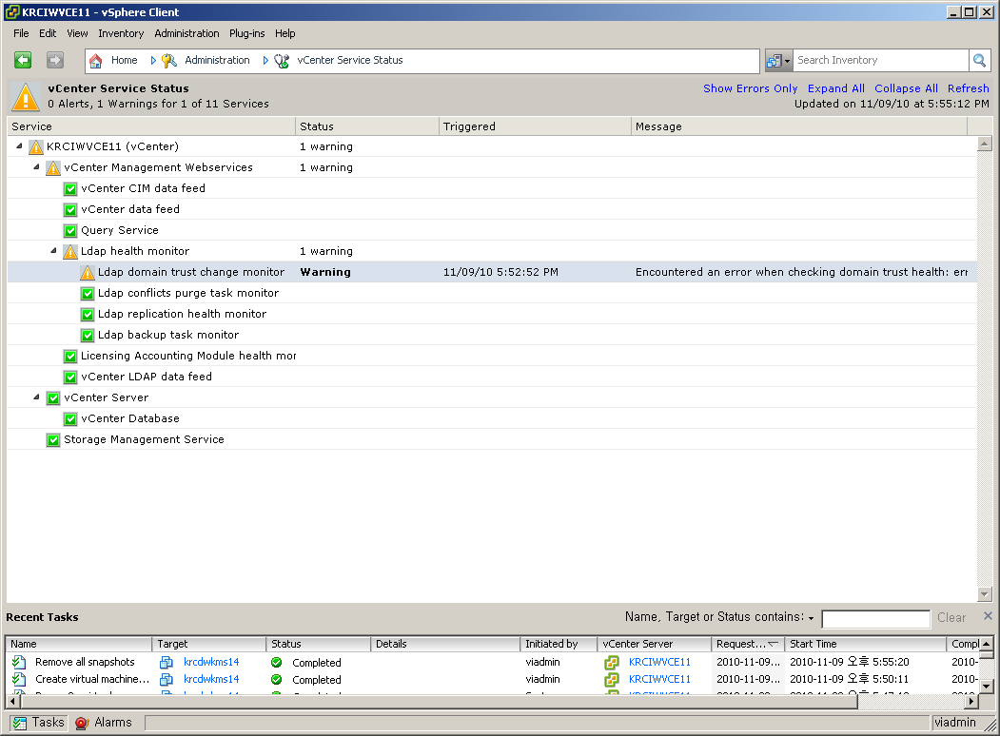 KRCIWVCE11 - vSphere Client
File Edit View Inventory Administration Plug-ins Help
Home Administration vCenter Service Status Search Inventory
vCenter Service Status Show Errors Only Expand All Collapse All Refresh
0 Alerts, 1 Warnings for 1 of 11 Services Updated on 11/09/10 at 5:55:12 PM
Service Status Triggered Message
KRCIWVCE11 (vCenter) 1 warning
vCenter Management Webservices 1 warning
vCenter CIM data feed
vCenter data feed
Query Service
Ldap health monitor 1 warning
Ldap domain trust change monitor Warning 11/09/10 5:52:52 PM Encountered an error when checking domain trust health: err
Ldap conflicts purge task monitor
Ldap replication health monitor
Ldap backup task monitor
Licensing Accounting Module health mor
vCenter LDAP data feed
vCenter Server
vCenter Database
Storage Management Service
Recent Tasks Name, Target or Status contains: Clear
Name Target Status Details Initiated by vCenter Server Request... Start Time Compl
Remove all snapshots krcdwkms14 Completed viadmin KRCIWVCE11 2010-11-09... 2010-11-09 오후 5:55:20 2010-
Create virtual machine... krcdwkms14 Completed viadmin KRCIWVCE11 2010-11-09... 2010-11-09 오후 5:50:11 2010-
Tasks Alarms viadmin